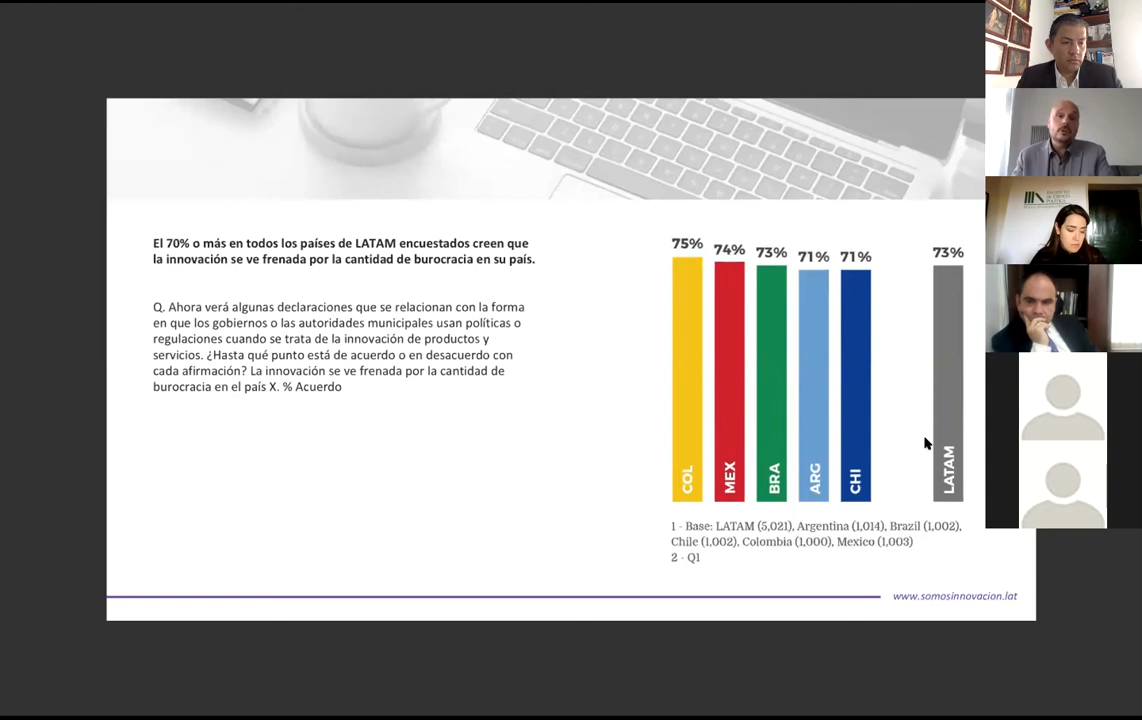 El 70% o más en todos los países de LATAM encuestados creen que
la innovación se ve frenada por la cantidad de burocracia en su país.
Q. Ahora verá algunas declaraciones que se relacionan con la forma
en que los gobiernos o las autoridades municipales usan políticas o
regulaciones cuando se trata de la innovación de productos y
servicios. ¿Hasta qué punto está de acuerdo o en desacuerdo con
cada afirmación? La innovación se ve frenada por la cantidad de
burocracia en el país X. % Acuerdo
75% 74% 73% 71% 71% 73%
COL MEX BRA ARG CHI LATAM
1 - Base: LATAM (5,021), Argentina (1,014), Brazil (1,002),
Chile (1,002), Colombia (1,000), Mexico (1,003)
2 - Q1
www.somosinnovacion.lat